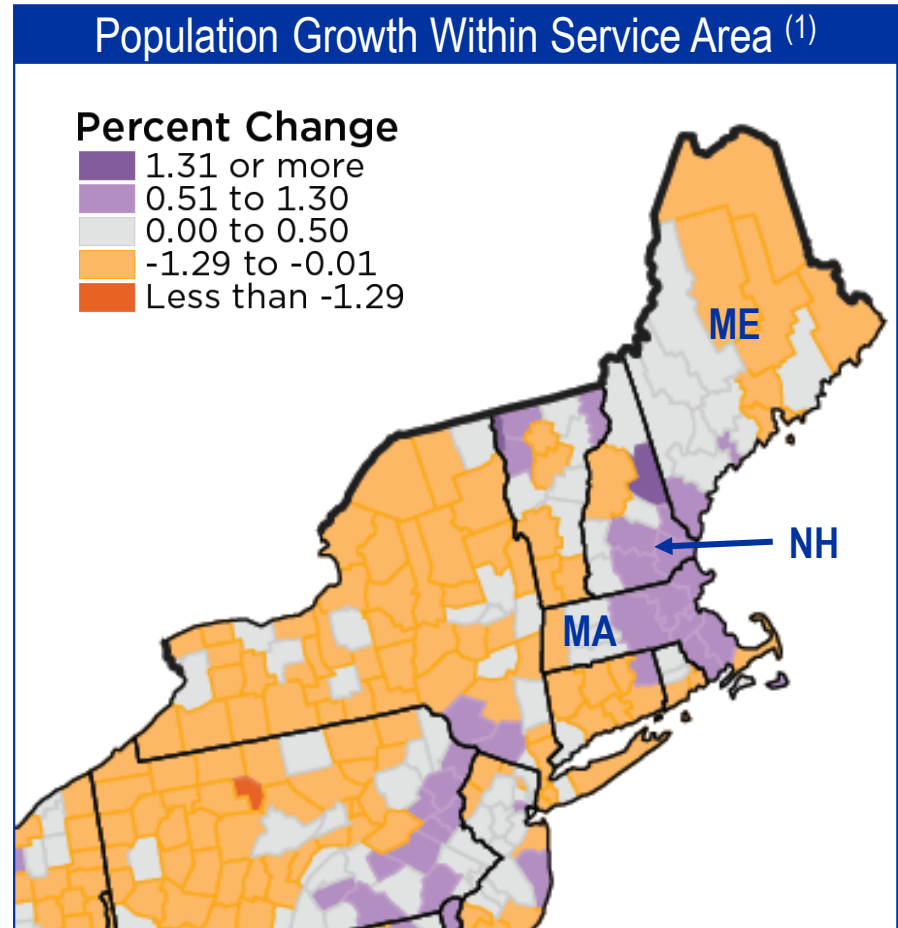 Population Growth Within Service Area (1)
Percent Change
1.31 or more
0.51 to 1.30
0.00 to 0.50
-1.29 to -0.01
Less than -1.29
ME
NH
MA